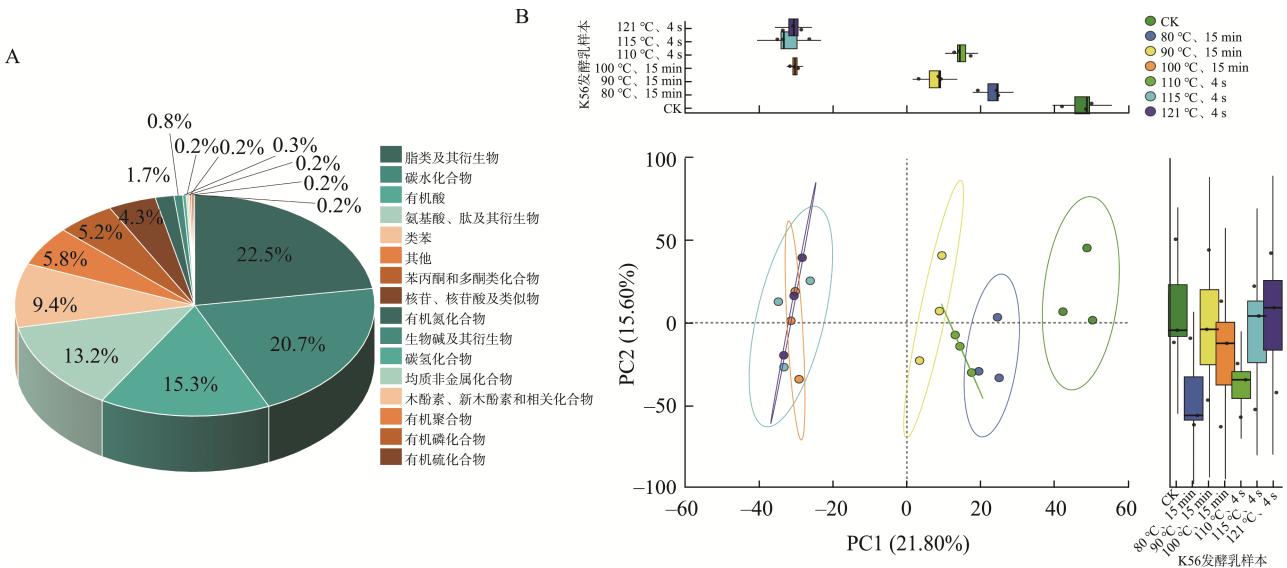 A
0.8%
0.2%
0.2%
0.3%
0.2%
0.2%
0.2%
1.7%
4.3%
5.2%
5.8%
9.4%
13.2%
15.3%
20.7%
22.5%
脂类及其衍生物
碳水化合物
有机酸
氨基酸、肽及其衍生物
类苯
其他
苯丙酮和多酮类化合物
核苷、核苷酸及类似物
有机氮化合物
生物碱及其衍生物
碳氢化合物
均质非金属化合物
木酚素、新木酚素和相关化合物
有机聚合物
有机磷化合物
有机硫化合物
B
K56发酵乳样本
121 ℃、4 s
115 ℃、4 s
110 ℃、4 s
100 ℃、15 min
90 ℃、15 min
80 ℃、15 min
CK
CK
80 ℃、15 min
90 ℃、15 min
100 ℃、15 min
110 ℃、4 s
115 ℃、4 s
121 ℃、4 s
PC2 (15.60%)
100
50
0
−50
−100
−60
−40
−20
0
20
40
60
PC1 (21.80%)
CK
80 ℃、15 min
90 ℃、15 min
100 ℃、15 min
110 ℃、4 s
115 ℃、4 s
121 ℃、4 s
K56发酵乳样本